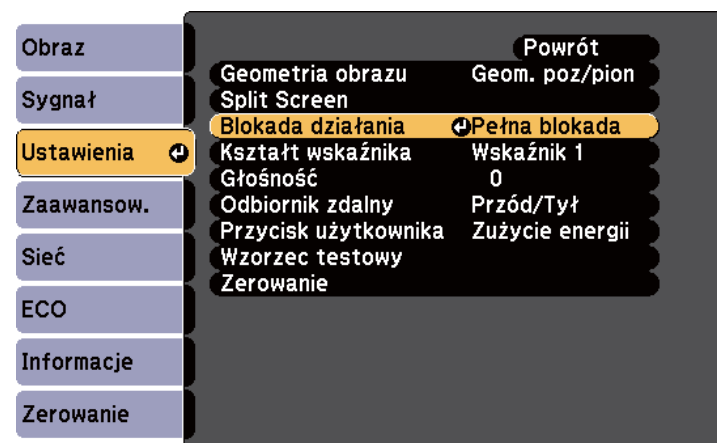 Obraz
Sygnał
Ustawienia
Zaawansow.
Sieć
ECO
Informacje
Zerowanie
Powrót
Geometria obrazu Geom. poz/pion
Split Screen
Blokada działania Pełna blokada
Kształt wskaźnika Wskaźnik 1
Głośność 0
Odbiornik zdalny Przód/Tył
Przycisk użytkownika Zużycie energii
Wzorzec testowy
Zerowanie